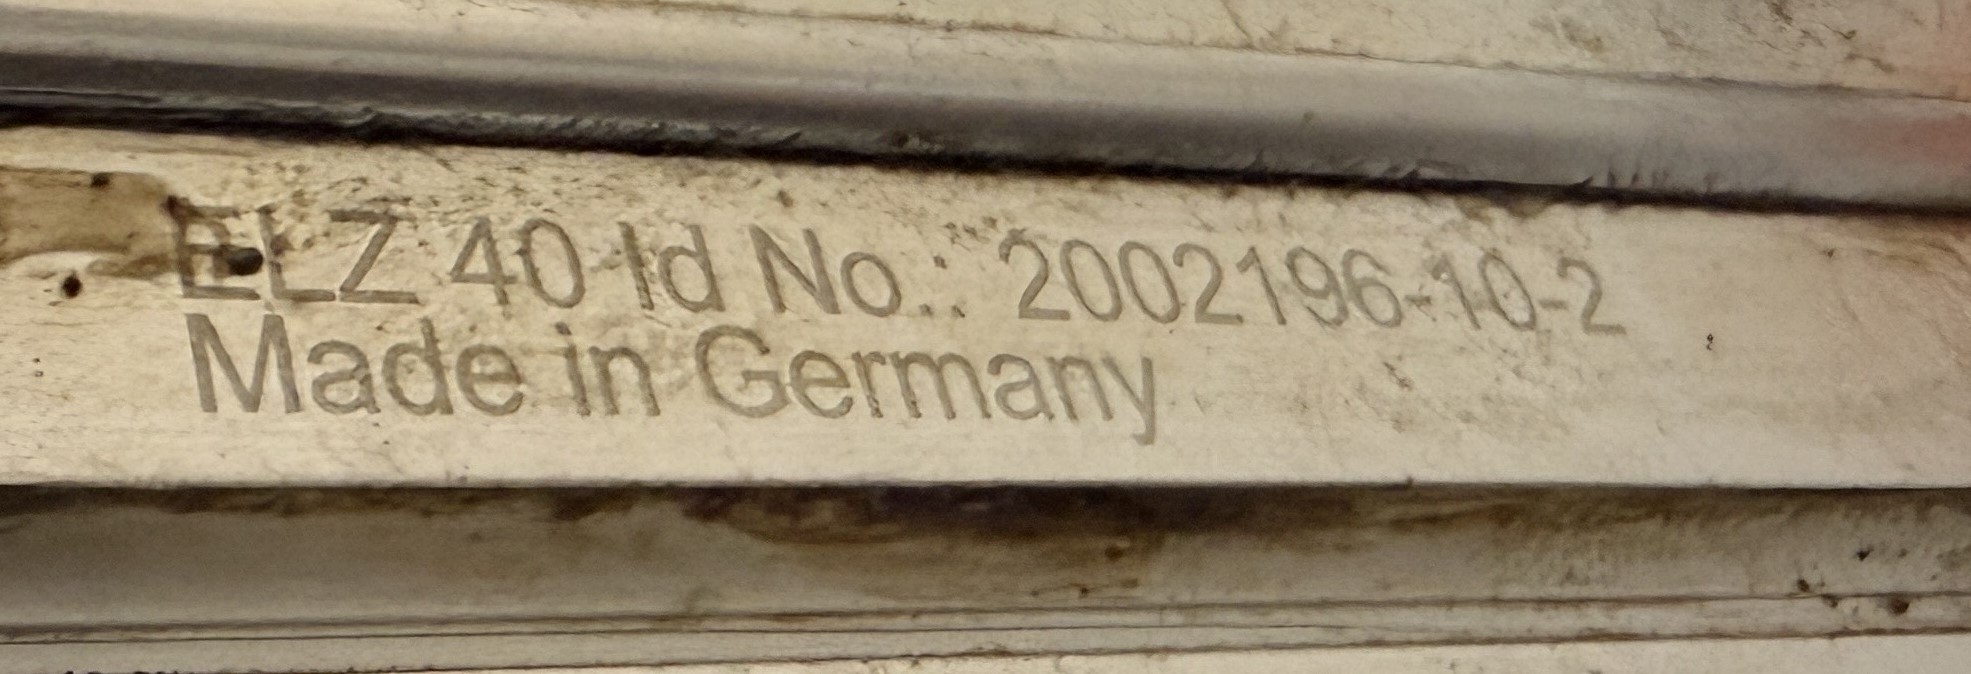 ELZ 40 Id No.: 2002196-10-2
Made in Germany